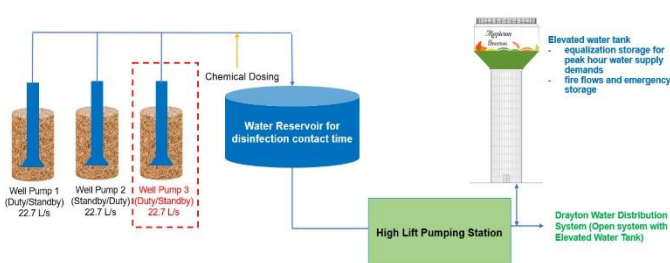 Mapleton
Drayton
Elevated water tank
- equalization storage for
peak hour water supply
demands
- fire flows and emergency
storage
Chemical Dosing
Water Reservoir for
disinfection contact time
Well Pump 1
(Duty/Standby)
22.7 L/s
Well Pump 2
(Standby/Duty)
22.7 L/s
Well Pump 3
(Duty/Standby)
22.7 L/s
High Lift Pumping Station
Drayton Water Distribution
System (Open system with
Elevated Water Tank)